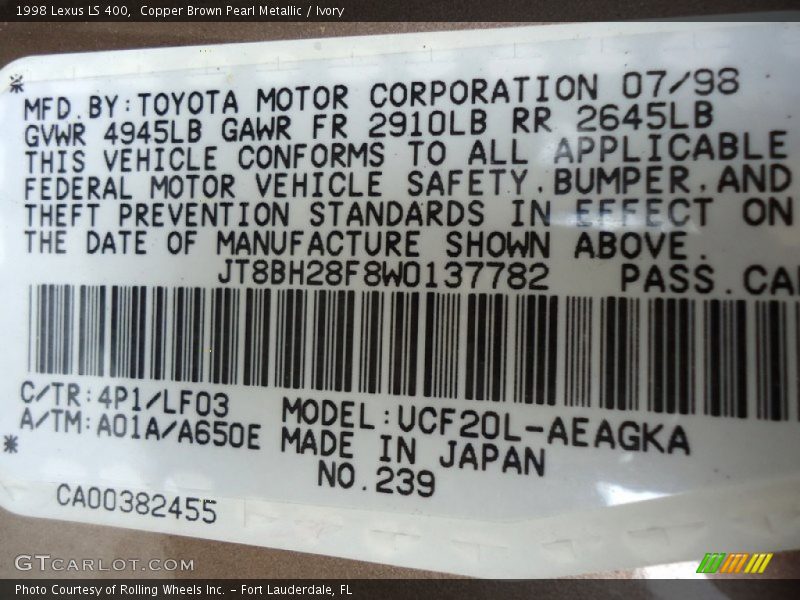 1998 Lexus LS 400, Copper Brown Pearl Metallic / Ivory
MFD.BY:TOYOTA MOTOR CORPORATION 07/98
GVWR 4945LB GAWR FR 2910LB RR 2645LB
THIS VEHICLE CONFORMS TO ALL APPLICABLE
FEDERAL MOTOR VEHICLE SAFETY.BUMPER.AND
THEFT PREVENTION STANDARDS IN EFFECT ON
THE DATE OF MANUFACTURE SHOWN ABOVE.
JT8BH28F8W0137782 PASS.CA
C/TR:4P1/LF03
A/TM:A01A/A650E
MODEL:UCF20L-AEAGKA
MADE IN JAPAN
NO.239
CA00382455
GTCarLot.com
Photo Courtesy of Rolling Wheels Inc. - Fort Lauderdale, FL